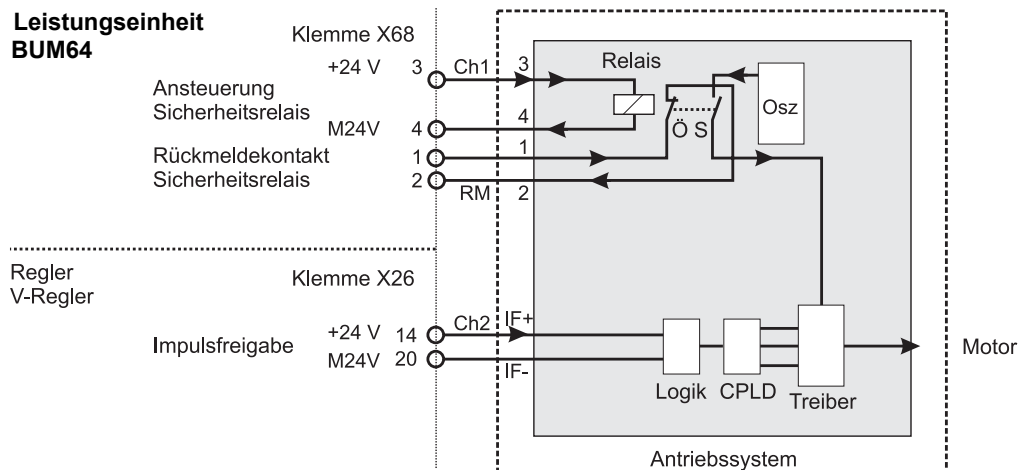 Leistungseinheit
BUM64
Klemme X68
+24 V 3 Ch1 3 Relais
Ansteuerung
Sicherheitsrelais
Osz
M24V 4 4
Ö S
Rückmeldekontakt
Sicherheitsrelais
1 1
2 RM 2
Regler
V-Regler
Klemme X26
Impulsfreigabe
+24 V 14 Ch2 IF+
M24V 20 IF-
Motor
Logik CPLD Treiber
Antriebssystem